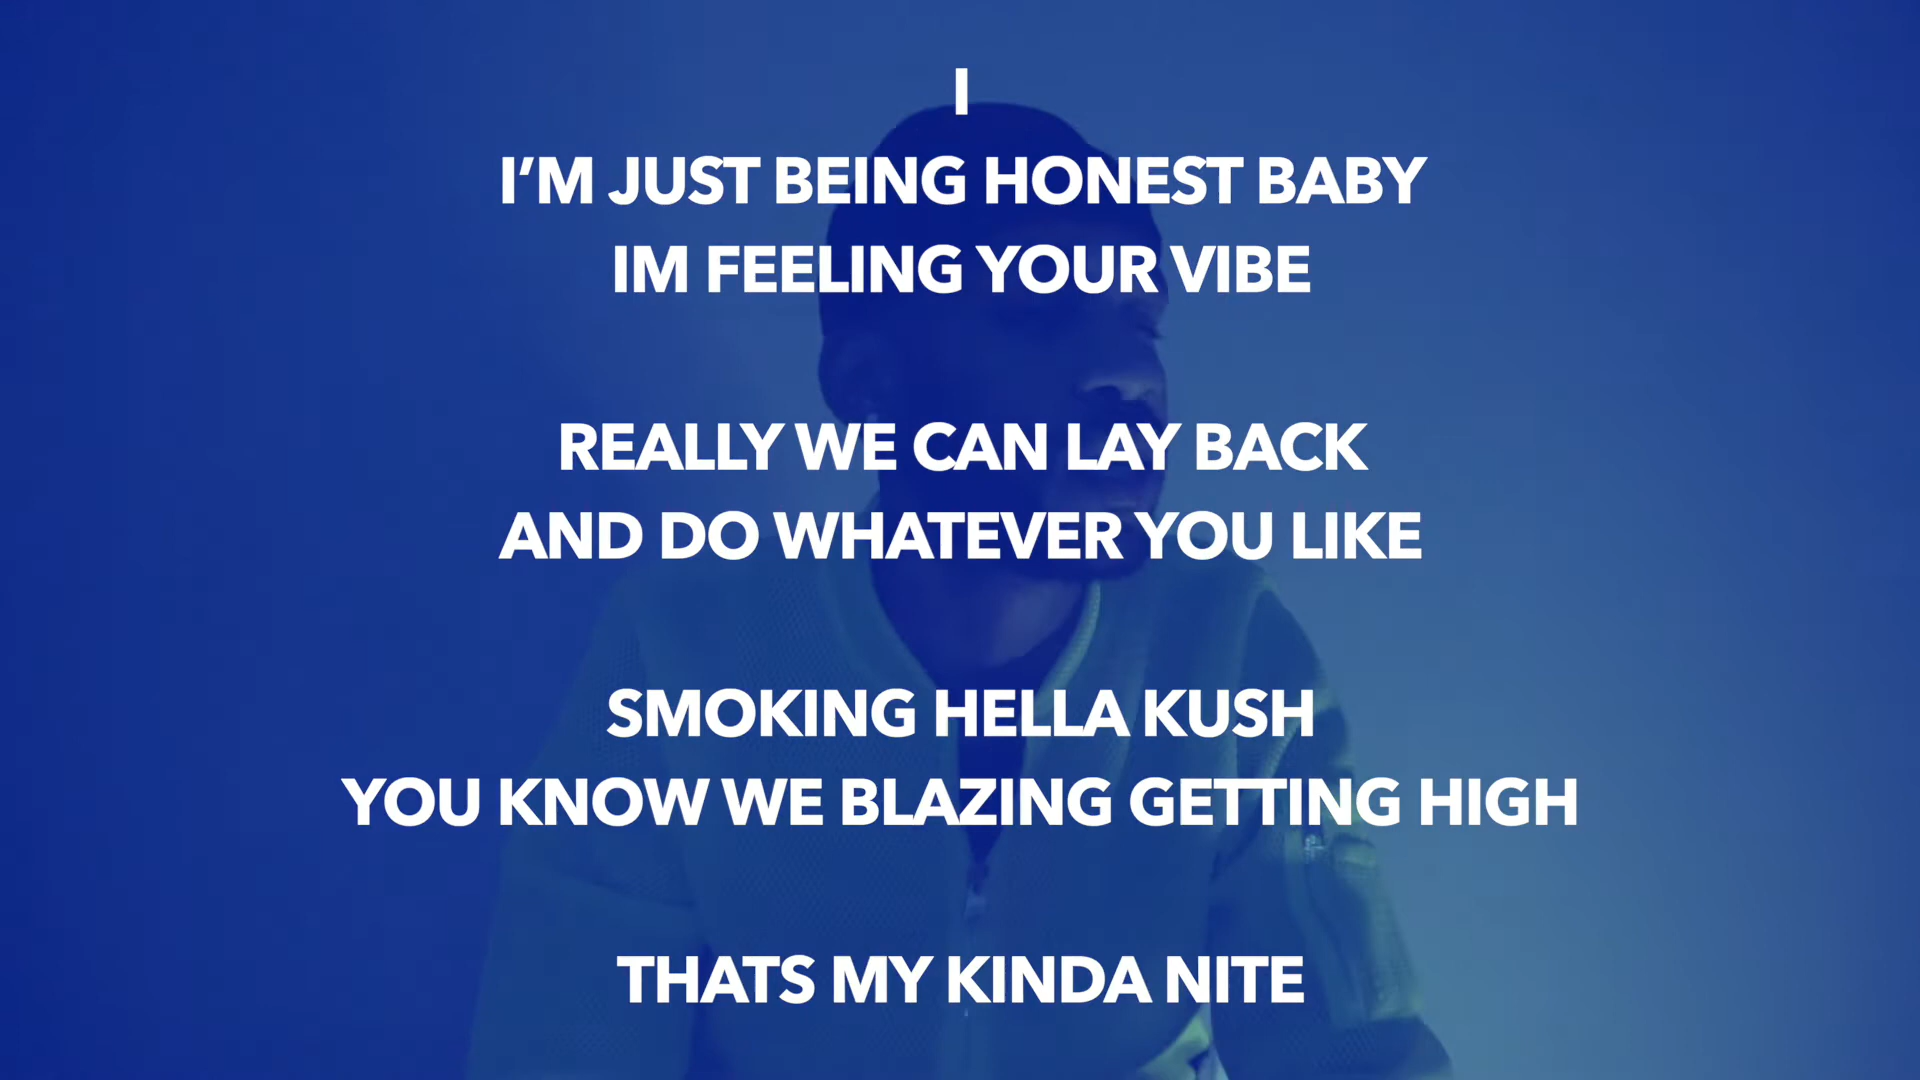 I
I’M JUST BEING HONEST BABY
IM FEELING YOUR VIBE
REALLY WE CAN LAY BACK
AND DO WHATEVER YOU LIKE
SMOKING HELLA KUSH
YOU KNOW WE BLAZING GETTING HIGH
THATS MY KINDA NITE